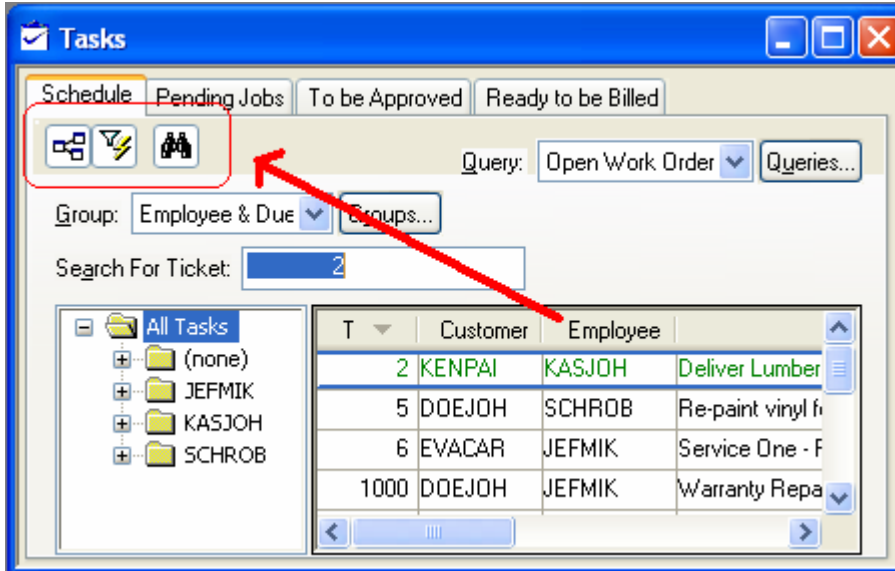 Tasks
Schedule Pending Jobs To be Approved Ready to be Billed
Query: Open Work Order Queries...
Group: Employee & Due Groups...
Search For Ticket: 2
All Tasks
(none)
JEFMIK
KASJOH
SCHROB
T Customer Employee
2 KENPAI KASJOH Deliver Lumber
5 DOEJOH SCHROB Re-paint vinyl
6 EVACAR JEFMIK Service One -
1000 DOEJOH JEFMIK Warranty Repa